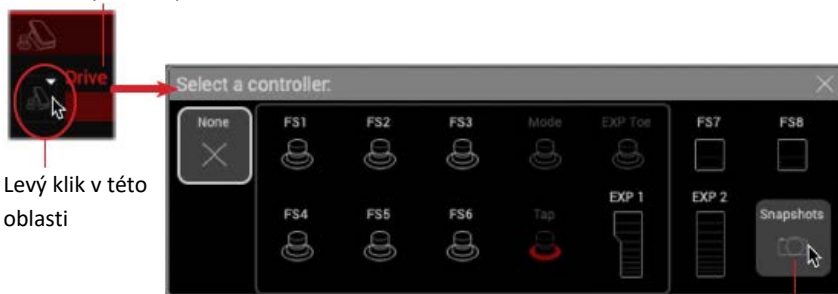 Drive
Select a controller:
None
FS1
FS2
FS3
Mode
EXP Toe
FS7
FS8
Levý klik v této
oblasti
FS4
FS5
FS6
Tap
EXP 1
EXP 2
Snapshots